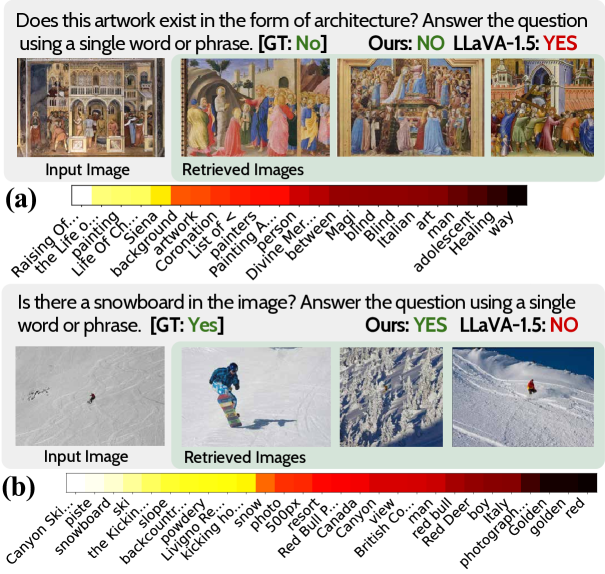 Does this artwork exist in the form of architecture? Answer the question
using a single word or phrase. [GT: No] Ours: NO LLaVA-1.5: YES
Input Image Retrieved Images
(a)
Raising Of...
the Life o...
painting
Life Of Ch...
Siena
background
artwork
Coronation
List of <
painters
Painting A...
person
Divine Mer...
between
Magi
blind
Blind
Italian
art
man
adolescent
Healing
way
Is there a snowboard in the image? Answer the question using a single
word or phrase. [GT: Yes] Ours: YES LLaVA-1.5: NO
Input Image Retrieved Images
(b)
Canyon Ski...
piste
snowboard
ski
the Kickin...
slope
backcountr...
powdery
Livigno Re...
kicking ho...
snow
photo
500px
resort
Red Bull P...
Canada
Canyon
view
British Co...
man
red bull
Red Deer
boy
Italy
photograph...
Golden
golden
red